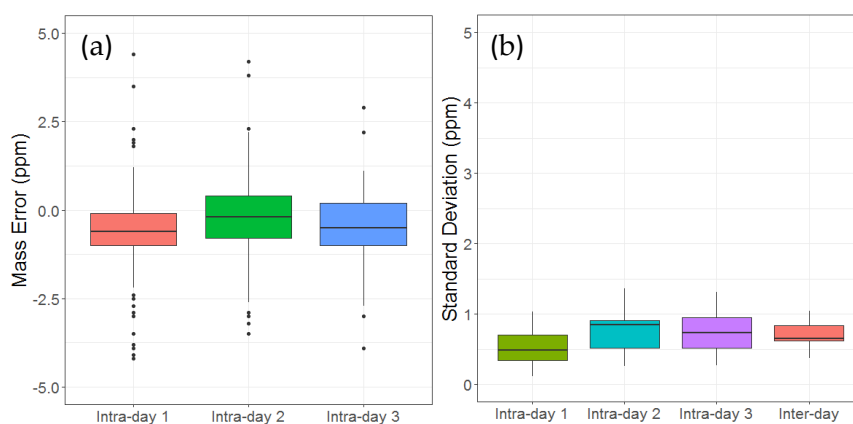 (a)
Mass Error (ppm)
5.0
2.5
0.0
-2.5
-5.0
Intra-day 1 Intra-day 2 Intra-day 3
(b)
Standard Deviation (ppm)
5
4
3
2
1
0
Intra-day 1 Intra-day 2 Intra-day 3 Inter-day